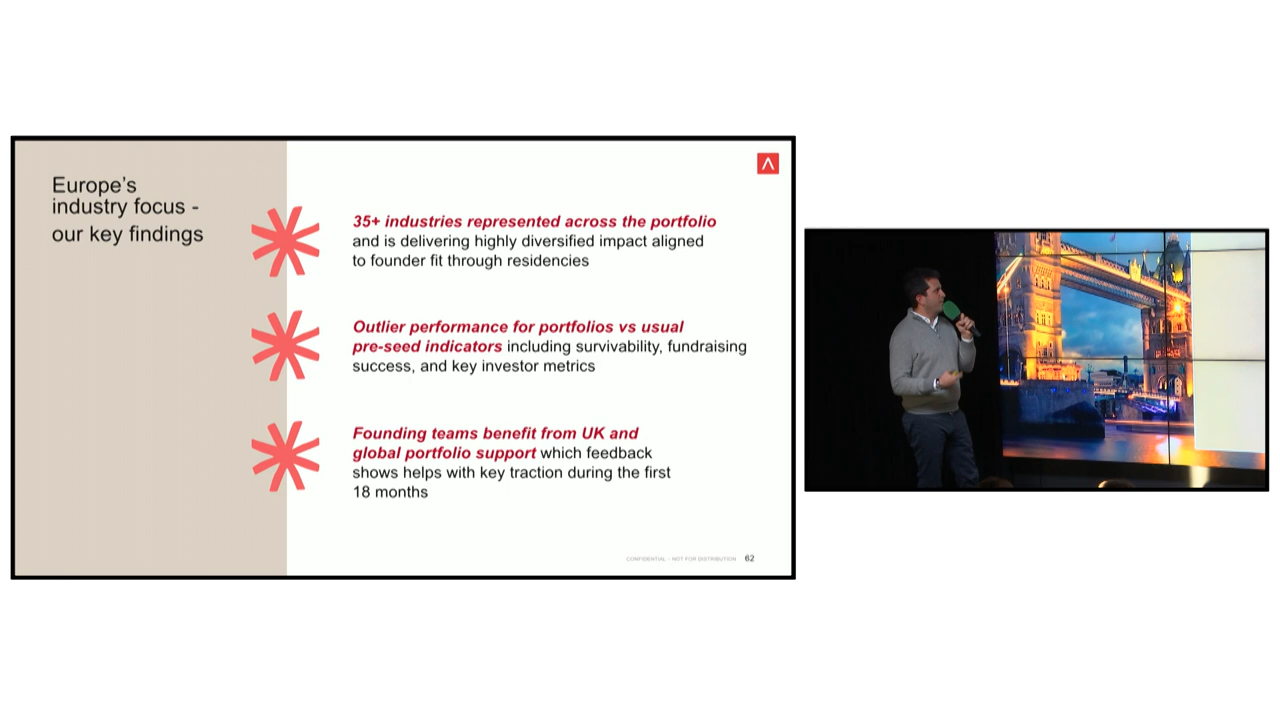 Europe's
industry focus -
our key findings
35+ industries represented across the portfolio
and is delivering highly diversified impact aligned
to founder fit through residencies
Outlier performance for portfolios vs usual
pre-seed indicators including survivability, fundraising
success, and key investor metrics
Founding teams benefit from UK and
global portfolio support which feedback
shows helps with key traction during the first
18 months
CONFIDENTIAL - NOT FOR DISTRIBUTION 62